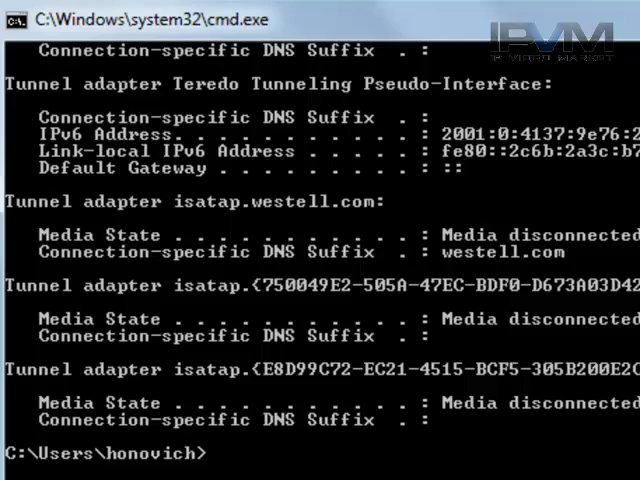 C:\Windows\system32\cmd.exe
IPVM
IP VIDEO MARKET
Connection-specific DNS Suffix . :
Tunnel adapter Teredo Tunneling Pseudo-Interface:
Connection-specific DNS Suffix . :
IPv6 Address. . . . . . . . . . . : 2001:0:4137:9e76:2
Link-local IPv6 Address . . . . . : fe80::2c6b:2a3c:b7
Default Gateway . . . . . . . . . : ::
Tunnel adapter isatap.westell.com:
Media State . . . . . . . . . . . : Media disconnected
Connection-specific DNS Suffix . : westell.com
Tunnel adapter isatap.{750049E2-505A-47EC-BDF0-D673A03D42
Media State . . . . . . . . . . . : Media disconnected
Connection-specific DNS Suffix . :
Tunnel adapter isatap.{E8D99C72-EC21-4515-BCF5-305B200E2C
Media State . . . . . . . . . . . : Media disconnected
Connection-specific DNS Suffix . :
C:\Users\honovich>